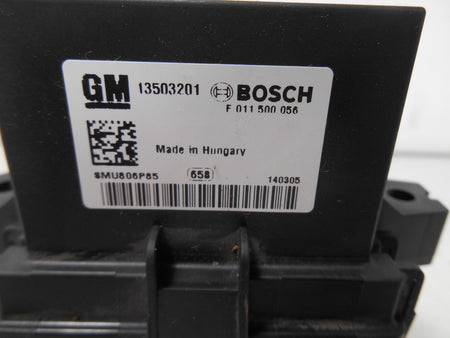 GM 13503201 BOSCH
F 011 500 056
Made in Hungary
SMU806P85 658 140305